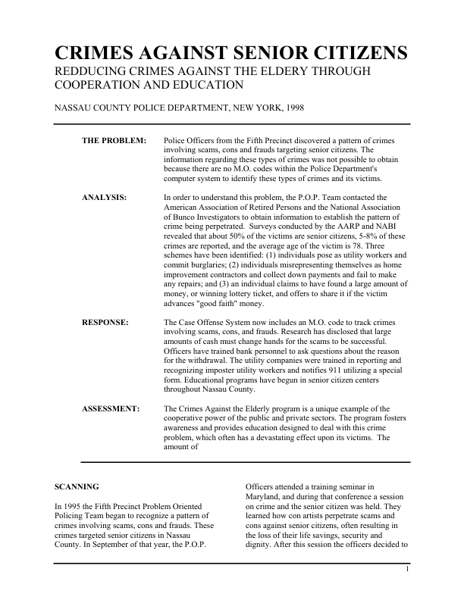 CRIMES AGAINST SENIOR CITIZENS
REDDUCING CRIMES AGAINST THE ELDERY THROUGH
COOPERATION AND EDUCATION
NASSAU COUNTY POLICE DEPARTMENT, NEW YORK, 1998
THE PROBLEM: Police Officers from the Fifth Precinct discovered a pattern of crimes
involving scams, cons and frauds targeting senior citizens. The
information regarding these types of crimes was not possible to obtain
because there are no M.O. codes within the Police Department's
computer system to identify these types of crimes and its victims.
ANALYSIS: In order to understand this problem, the P.O.P. Team contacted the
American Association of Retired Persons and the National Association
of Bunco Investigators to obtain information to establish the pattern of
crime being perpetrated. Surveys conducted by the AARP and NABI
revealed that about 50% of the victims are senior citizens, 5-8% of these
crimes are reported, and the average age of the victim is 78. Three
schemes have been identified: (1) individuals pose as utility workers and
commit burglaries; (2) individuals misrepresenting themselves as home
improvement contractors and collect down payments and fail to make
any repairs; and (3) an individual claims to have found a large amount of
money, or winning lottery ticket, and offers to share it if the victim
advances "good faith" money.
RESPONSE: The Case Offense System now includes an M.O. code to track crimes
involving scams, cons, and frauds. Research has disclosed that large
amounts of cash must change hands for the scams to be successful.
Officers have trained bank personnel to ask questions about the reason
for the withdrawal. The utility companies were trained in reporting and
recognizing imposter utility workers and notifies 911 utilizing a special
form. Educational programs have begun in senior citizen centers
throughout Nassau County.
ASSESSMENT: The Crimes Against the Elderly program is a unique example of the
cooperative power of the public and private sectors. The program fosters
awareness and provides education designed to deal with this crime
problem, which often has a devastating effect upon its victims. The
amount of
SCANNING
In 1995 the Fifth Precinct Problem Oriented
Policing Team began to recognize a pattern of
crimes involving scams, cons and frauds. These
crimes targeted senior citizens in Nassau
County. In September of that year, the P.O.P.
Officers attended a training seminar in
Maryland, and during that conference a session
on crime and the senior citizen was held. They
learned how con artists perpetrate scams and
cons against senior citizens, often resulting in
the loss of their life savings, security and
dignity. After this session the officers decided to
1